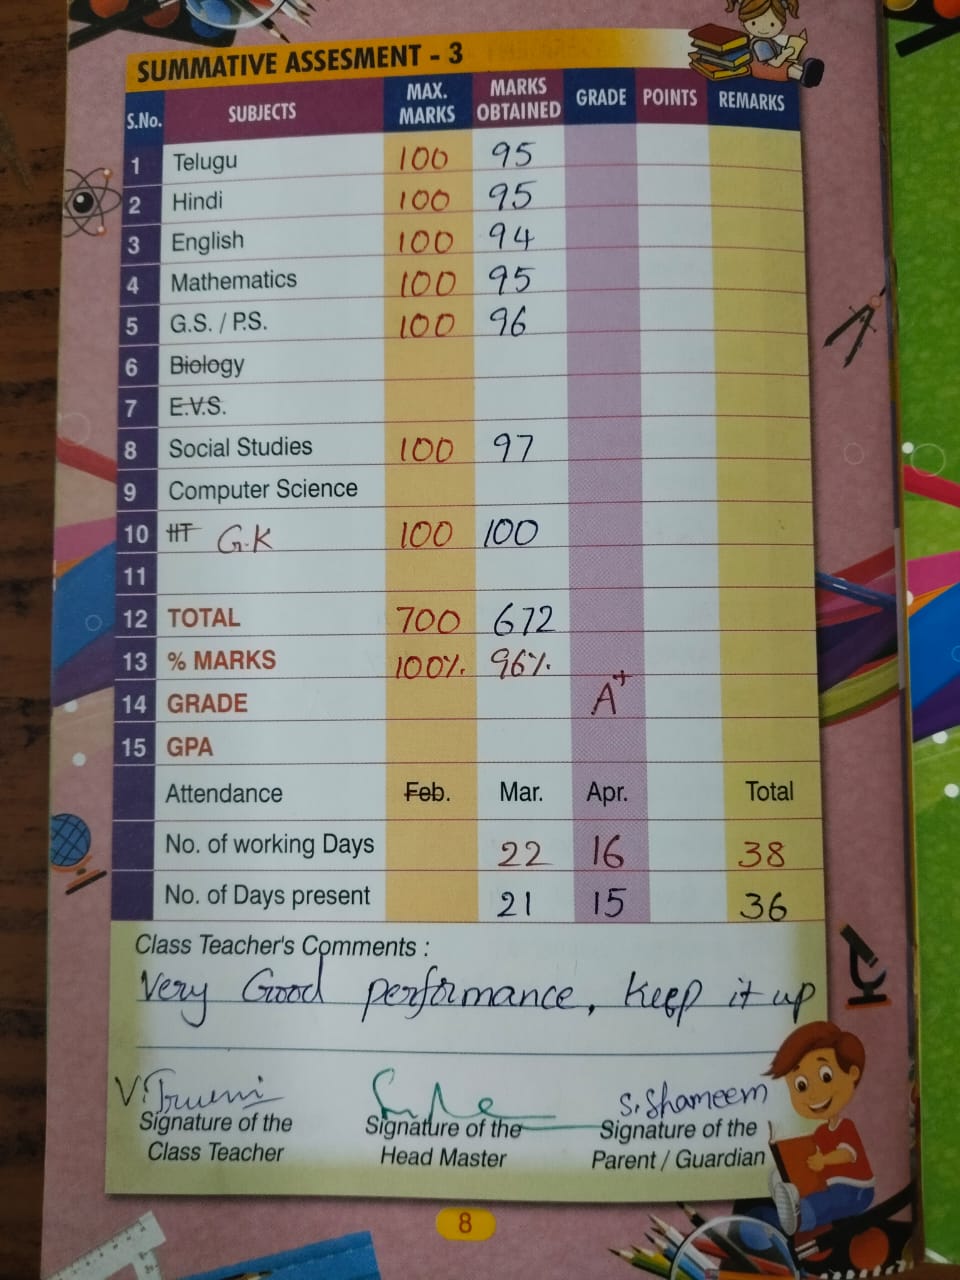 SUMMATIVE ASSESMENT - 3
S.No. SUBJECTS MAX. MARKS MARKS OBTAINED GRADE POINTS REMARKS
1 Telugu 100 95
2 Hindi 100 95
3 English 100 94
4 Mathematics 100 95
5 G.S. / P.S. 100 96
6 Biology
7 E.V.S.
8 Social Studies 100 97
9 Computer Science
10 IIT G.K 100 100
11
12 TOTAL 700 672
13 % MARKS 100% 96%
14 GRADE A+
15 GPA
Attendance Feb. Mar. Apr. Total
No. of working Days 22 16 38
No. of Days present 21 15 36
Class Teacher's Comments :
Very Good performance, keep it up
S. Shameem
Signature of the Class Teacher
Signature of the Head Master
Signature of the Parent / Guardian
8